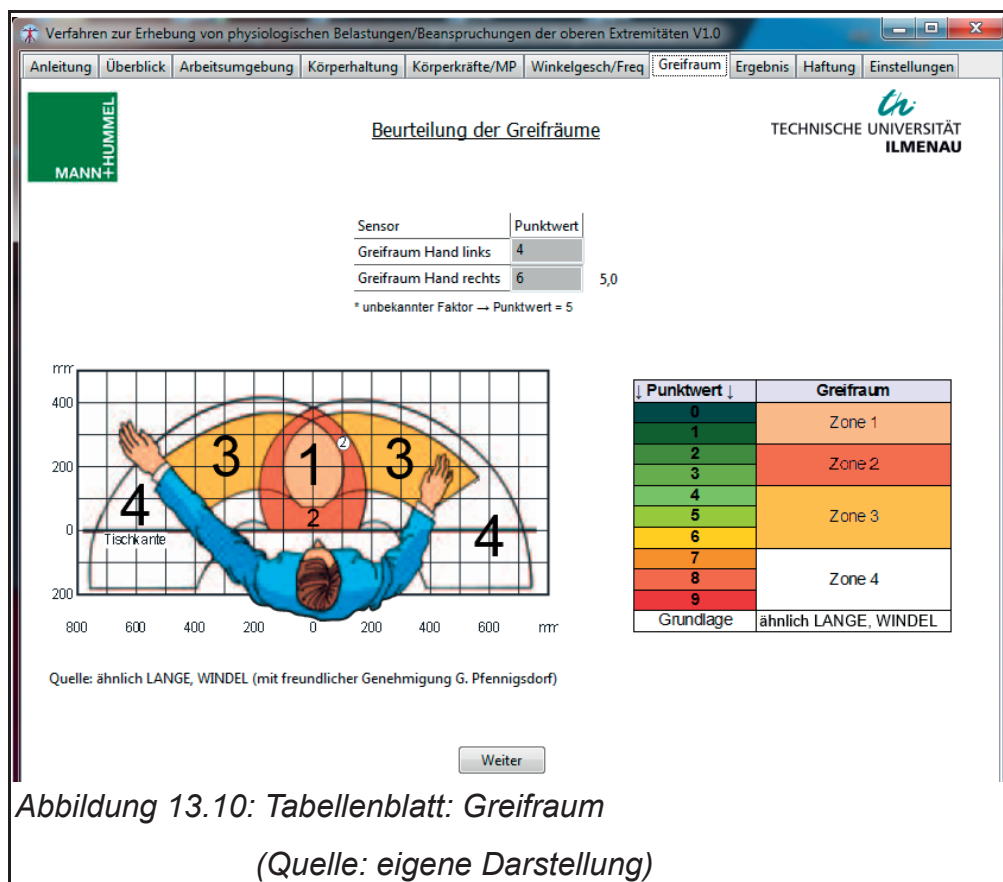 Verfahren zur Erhebung von physiologischen Belastungen/Beanspruchungen der oberen Extremitäten V1.0
Anleitung Überblick Arbeitsumgebung Körperhaltung Körperkräfte/MP Winkelgesch/Freq Greifraum Ergebnis Haftung Einstellungen
MANN+HUMMEL
Beurteilung der Greifräume
th
TECHNISCHE UNIVERSITÄT
ILMENAU
Sensor Punktwert
Greifraum Hand links 4
Greifraum Hand rechts 6 5,0
* unbekannter Faktor → Punktwert = 5
mm
400
200
0
Tischkante
200
800 600 400 200 0 200 400 600 mm
4 3 1 2 3 4
2
↓ Punktwert ↓ Greifraum
0
1
Zone 1
2
3
Zone 2
4
5
6
Zone 3
7
8
9
Zone 4
Grundlage ähnlich LANGE, WINDEL
Quelle: ähnlich LANGE, WINDEL (mit freundlicher Genehmigung G. Pfennigsdorf)
Weiter
Abbildung 13.10: Tabellenblatt: Greifraum
(Quelle: eigene Darstellung)